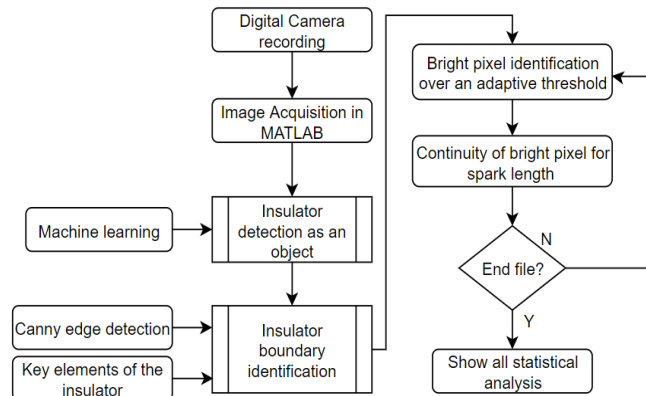 Digital Camera
recording
Image Acquisition in
MATLAB
Machine learning
Insulator
detection as an
object
Canny edge detection
Key elements of the
insulator
Insulator
boundary
identification
Bright pixel identification
over an adaptive threshold
Continuity of bright pixel for
spark length
End file?
N
Y
Show all statistical
analysis